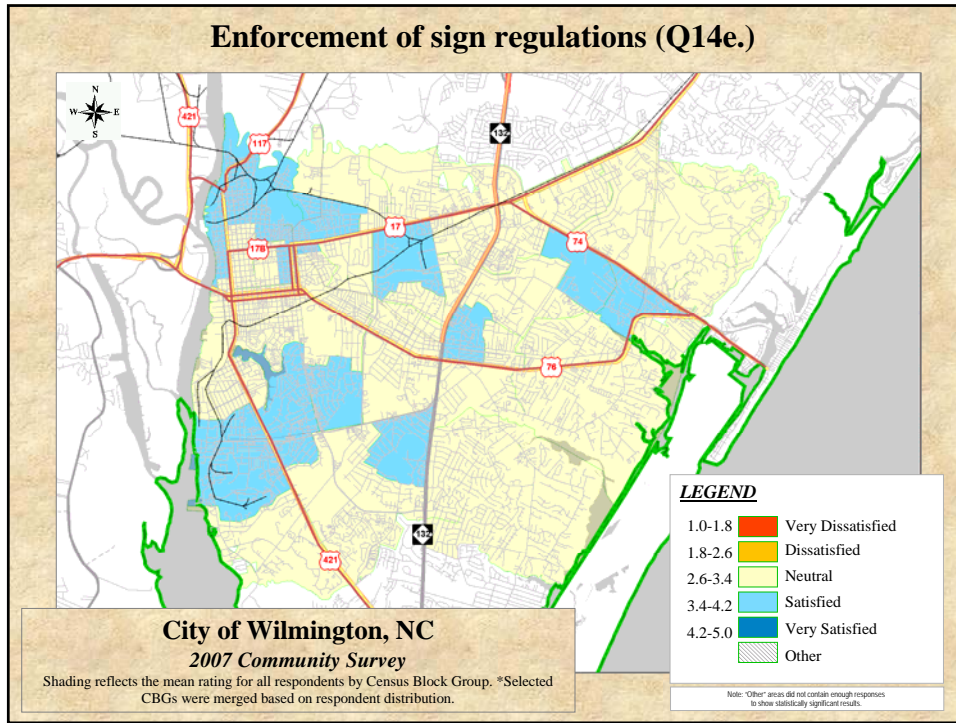 Enforcement of sign regulations (Q14e.)
N
W E
S
421
117
132
17
17B
74
76
132
421
LEGEND
1.0-1.8 Very Dissatisfied
1.8-2.6 Dissatisfied
2.6-3.4 Neutral
3.4-4.2 Satisfied
4.2-5.0 Very Satisfied
Other
City of Wilmington, NC
2007 Community Survey
Shading reflects the mean rating for all respondents by Census Block Group. *Selected
CBGs were merged based on respondent distribution.
Note: "Other" areas did not contain enough responses
to show statistically significant results.